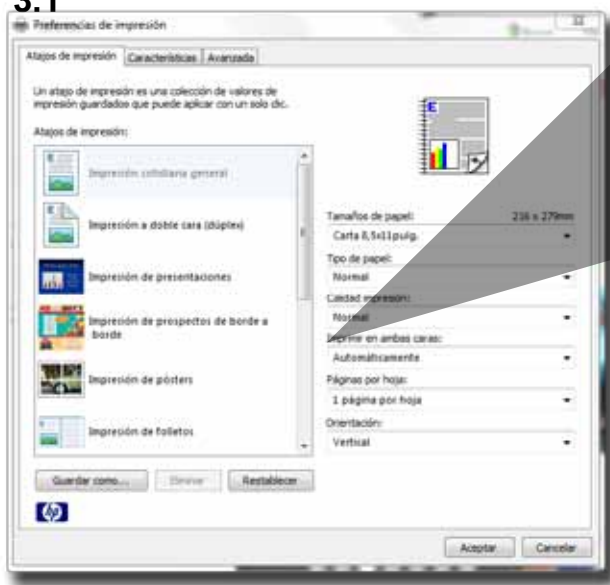 3.1
Preferencias de impresión
Atajos de impresión Características Avanzada
Un atajo de impresión es una colección de valores de
impresión guardados que puede aplicar con un solo clic.
Atajos de impresión:
Impresión cotidiana general
Impresión a doble cara (dúplex)
Impresión de presentaciones
Impresión de prospectos de borde a
borde
Impresión de pósters
Impresión de folletos
Guardar como... Eliminar Restablecer
E
Tamaños de papel: 216 x 279mm
Carta 8,5x11pulg.
Tipo de papel:
Normal
Calidad impresión:
Normal
Imprimir en ambas caras:
Automáticamente
Páginas por hoja:
1 página por hoja
Orientación:
Vertical
hp
Aceptar Cancelar